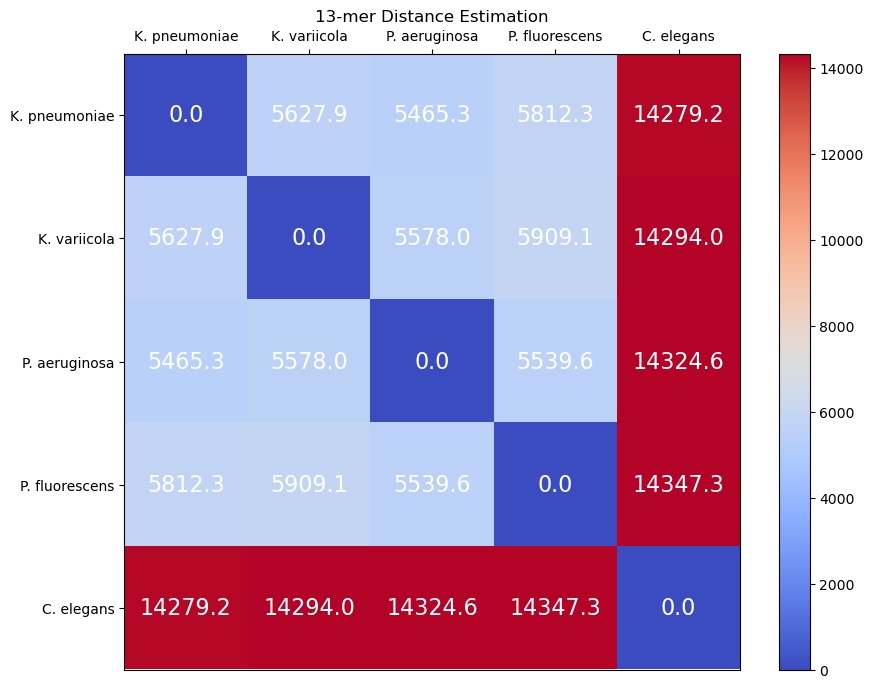 13-mer Distance Estimation
K. pneumoniae K. variicola P. aeruginosa P. fluorescens C. elegans
K. pneumoniae 0.0 5627.9 5465.3 5812.3 14279.2
K. variicola 5627.9 0.0 5578.0 5909.1 14294.0
P. aeruginosa 5465.3 5578.0 0.0 5539.6 14324.6
P. fluorescens 5812.3 5909.1 5539.6 0.0 14347.3
C. elegans 14279.2 14294.0 14324.6 14347.3 0.0
14000
12000
10000
8000
6000
4000
2000
0